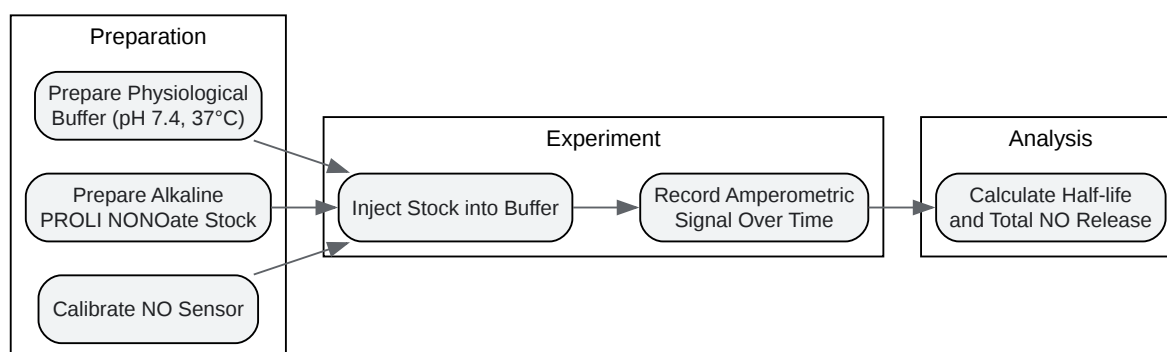 Preparation
Prepare Physiological
Buffer (pH 7.4, 37°C)
Prepare Alkaline
PROLI NONOate Stock
Calibrate NO Sensor
Experiment
Inject Stock into Buffer
Record Amperometric
Signal Over Time
Analysis
Calculate Half-life
and Total NO Release